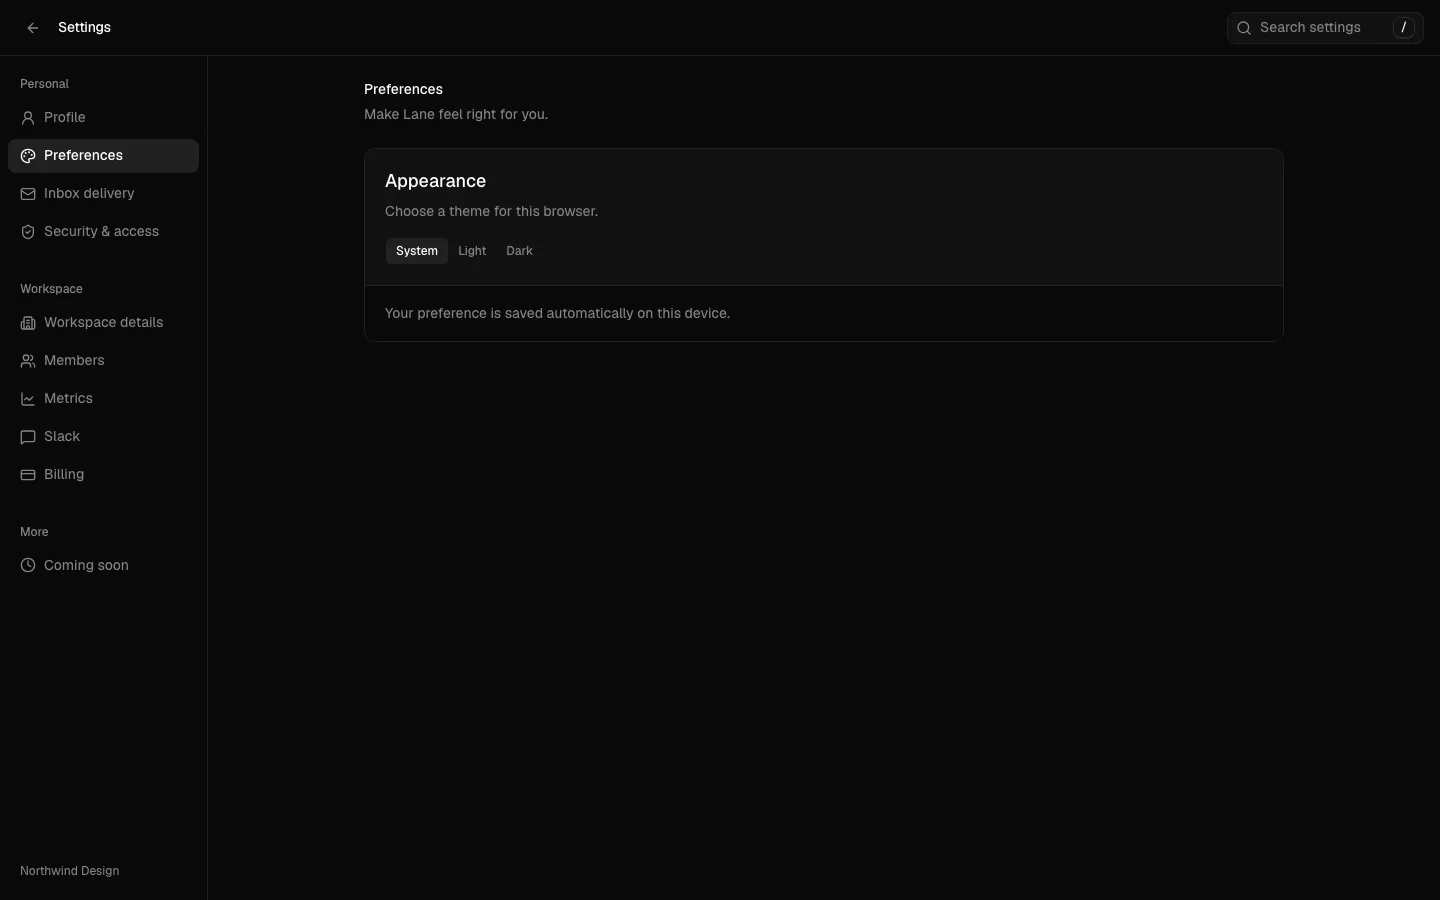 Settings
Search settings /
Personal
Profile
Preferences
Inbox delivery
Security & access
Workspace
Workspace details
Members
Metrics
Slack
Billing
More
Coming soon
Northwind Design
Preferences
Make Lane feel right for you.
Appearance
Choose a theme for this browser.
System Light Dark
Your preference is saved automatically on this device.